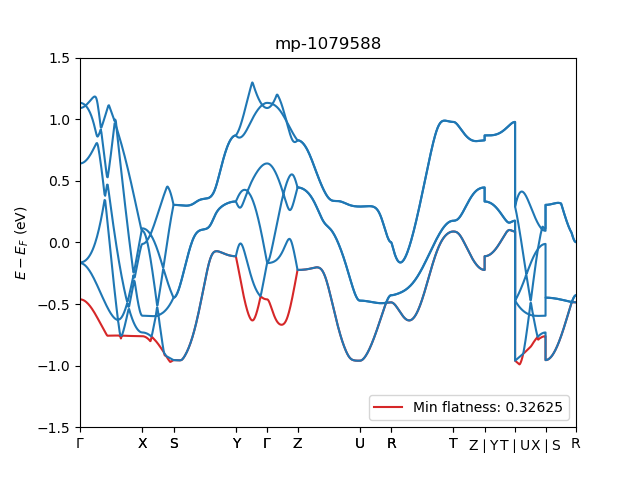 mp-1079588
E − E_F (eV)
1.5
1.0
0.5
0.0
−0.5
−1.0
−1.5
Min flatness: 0.32625
Γ X S Y Γ Z U R T Z | Y T | U X | S R